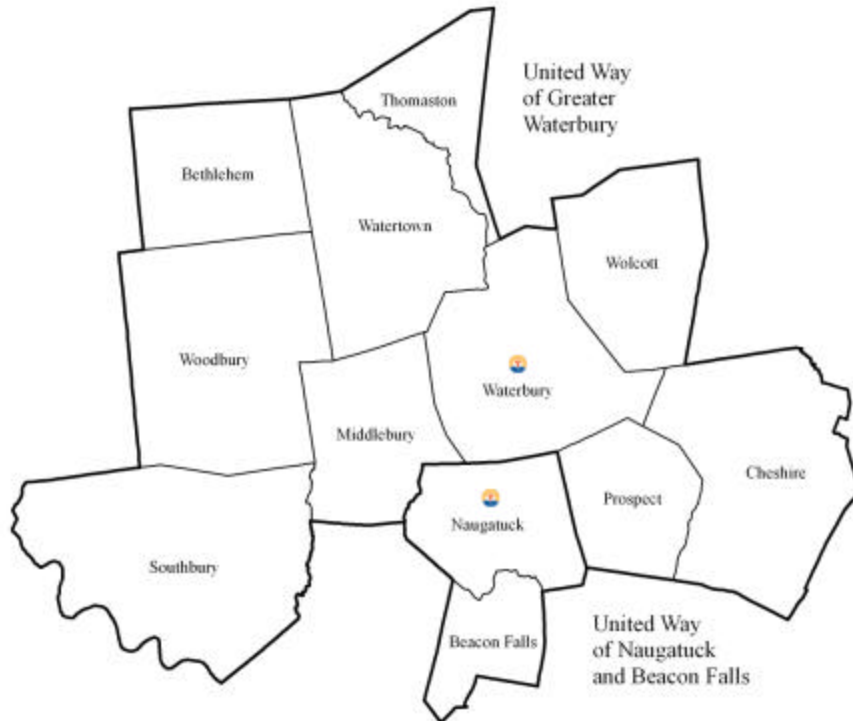 United Way
of Greater
Waterbury
Thomaston
Bethlehem
Watertown
Wolcott
Woodbury
Waterbury
Middlebury
Cheshire
Prospect
Naugatuck
Southbury
Beacon Falls
United Way
of Naugatuck
and Beacon Falls